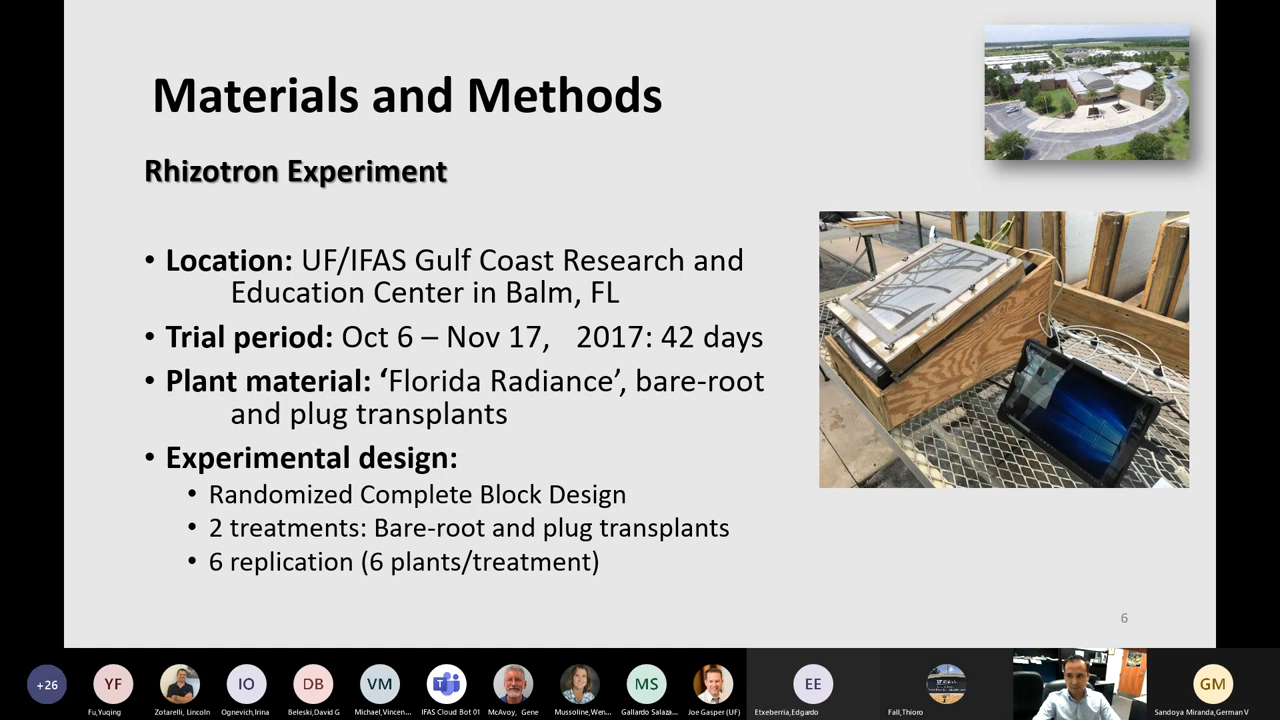 Materials and Methods
Rhizotron Experiment
• Location: UF/IFAS Gulf Coast Research and
Education Center in Balm, FL
• Trial period: Oct 6 – Nov 17, 2017: 42 days
• Plant material: ‘Florida Radiance’, bare-root
and plug transplants
• Experimental design:
• Randomized Complete Block Design
• 2 treatments: Bare-root and plug transplants
• 6 replication (6 plants/treatment)
6
+26
YF
IO
DB
VM
MS
EE
GM
Fu,Yuqing
Zotarelli, Lincoln
Ognevich,Irina
Beleski,David G
Michael,Vincen...
IFAS Cloud Bot 01
McAvoy, Gene
Mussoline,Wen...
Gallardo Salaza...
Joe Gasper (UF)
Etxeberria,Edgardo
Fall,Thioro
Sandoya Miranda,German V